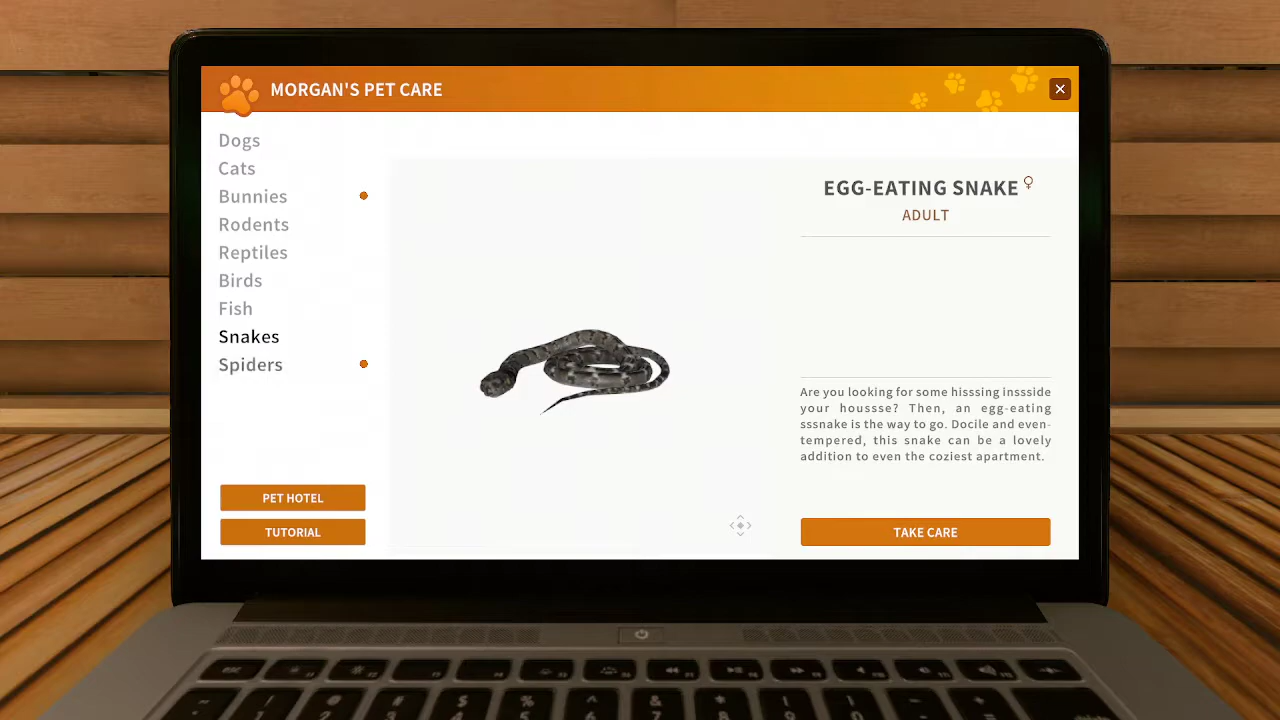 MORGAN'S PET CARE
Dogs
Cats
Bunnies
Rodents
Reptiles
Birds
Fish
Snakes
Spiders
PET HOTEL
TUTORIAL
EGG-EATING SNAKE ♀
ADULT
Are you looking for some hisssing inssside
your houssse? Then, an egg-eating
sssnake is the way to go. Docile and even-
tempered, this snake can be a lovely
addition to even the coziest apartment.
TAKE CARE